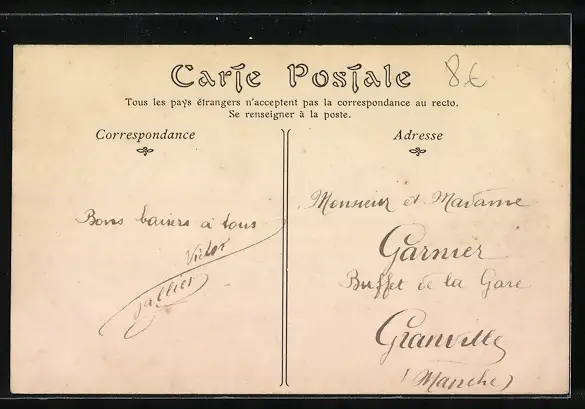 Carte Postale
8€
Tous les pays étrangers n'acceptent pas la correspondance au recto.
Se renseigner à la poste.
Correspondance
Adresse
Bons baisers à tous
Victor
Monsieur et Madame
Garnier
Buffet de la Gare
Granville
(Manche)